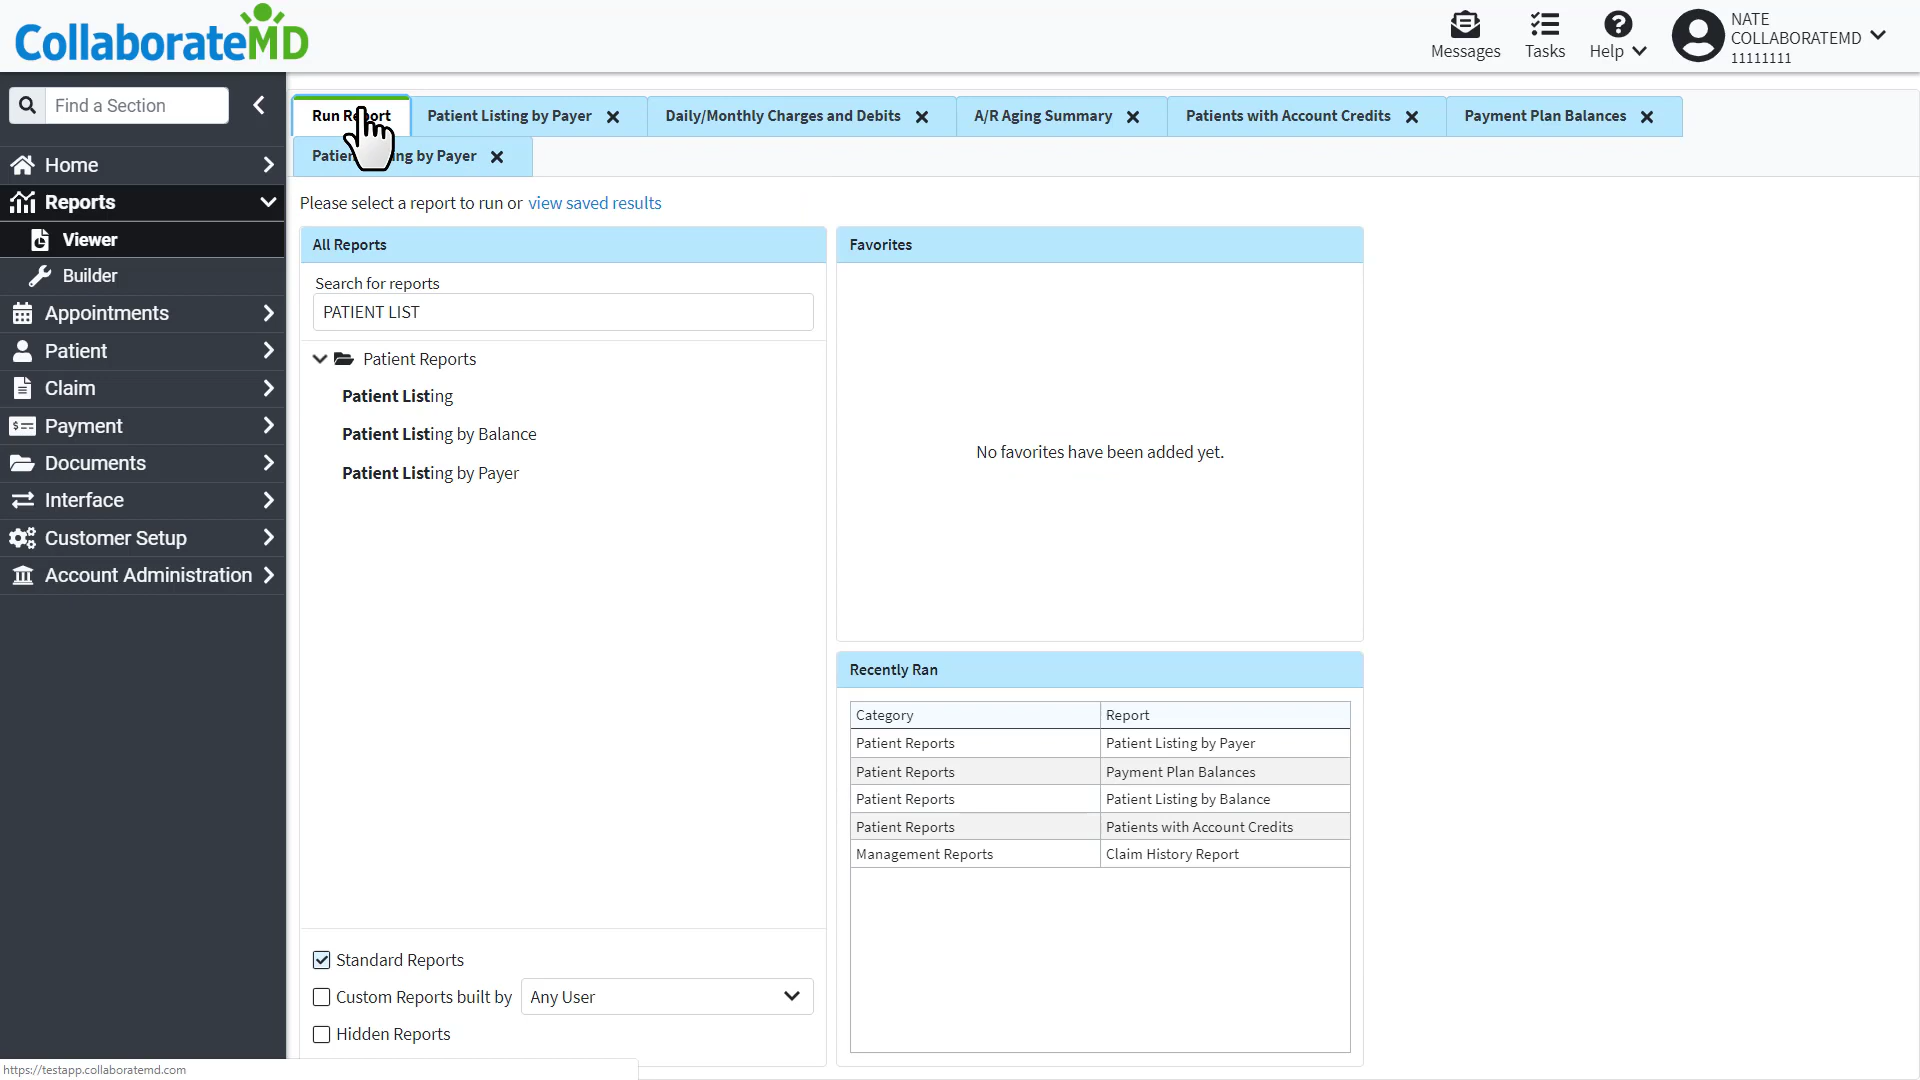 CollaborateMD
Messages
Tasks
Help
NATE
COLLABORATEMD
11111111
Find a Section
Home
Reports
Viewer
Builder
Appointments
Patient
Claim
Payment
Documents
Interface
Customer Setup
Account Administration
Run Report
Patient Listing by Payer
Daily/Monthly Charges and Debits
A/R Aging Summary
Patients with Account Credits
Payment Plan Balances
Patient Listing by Payer
Please select a report to run or view saved results
All Reports
Search for reports
PATIENT LIST
Patient Reports
Patient Listing
Patient Listing by Balance
Patient Listing by Payer
Standard Reports
Custom Reports built by Any User
Hidden Reports
Favorites
No favorites have been added yet.
Recently Ran
Category Report
Patient Reports Patient Listing by Payer
Patient Reports Payment Plan Balances
Patient Reports Patient Listing by Balance
Patient Reports Patients with Account Credits
Management Reports Claim History Report
https://testapp.collaboratemd.com